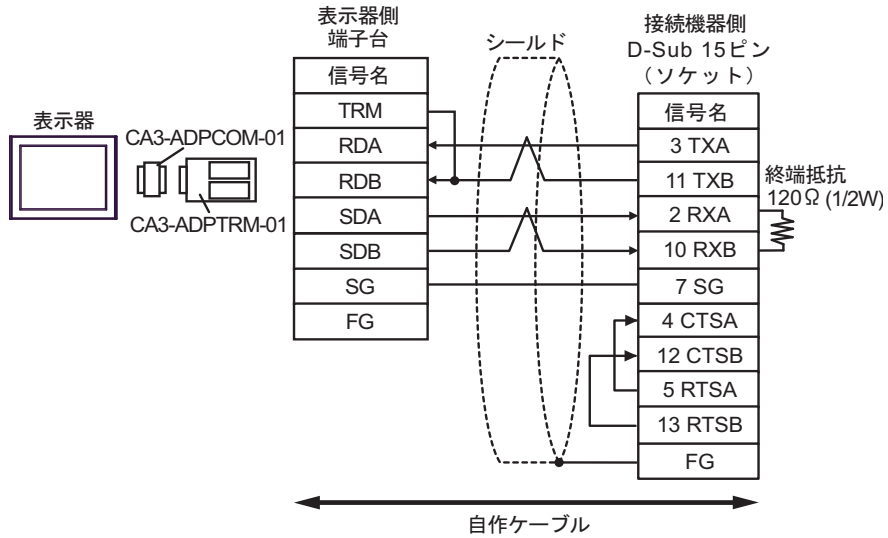 表示器
CA3-ADPCOM-01
CA3-ADPTRM-01
表示器側
端子台
信号名
TRM
RDA
RDB
SDA
SDB
SG
FG
シールド
接続機器側
D-Sub 15ピン
（ソケット）
信号名
3 TXA
11 TXB
2 RXA
10 RXB
7 SG
4 CTSA
12 CTSB
5 RTSA
13 RTSB
FG
終端抵抗
120Ω (1/2W)
自作ケーブル